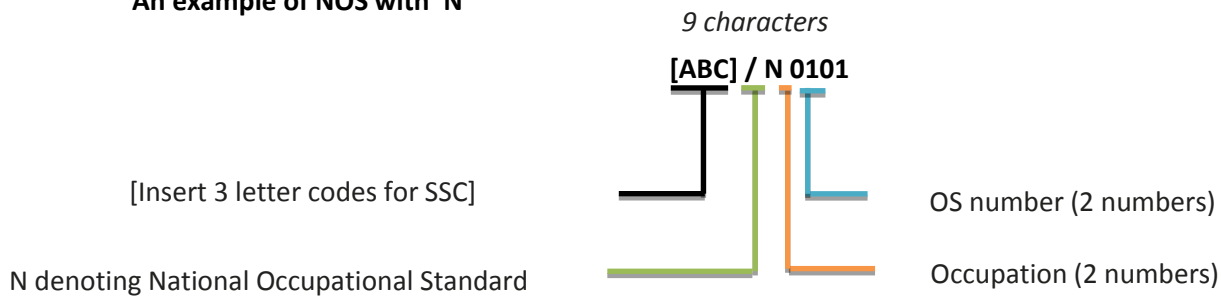 An example of NOS with 'N'
9 characters
[ABC] / N 0101
[Insert 3 letter codes for SSC]
OS number (2 numbers)
N denoting National Occupational Standard
Occupation (2 numbers)